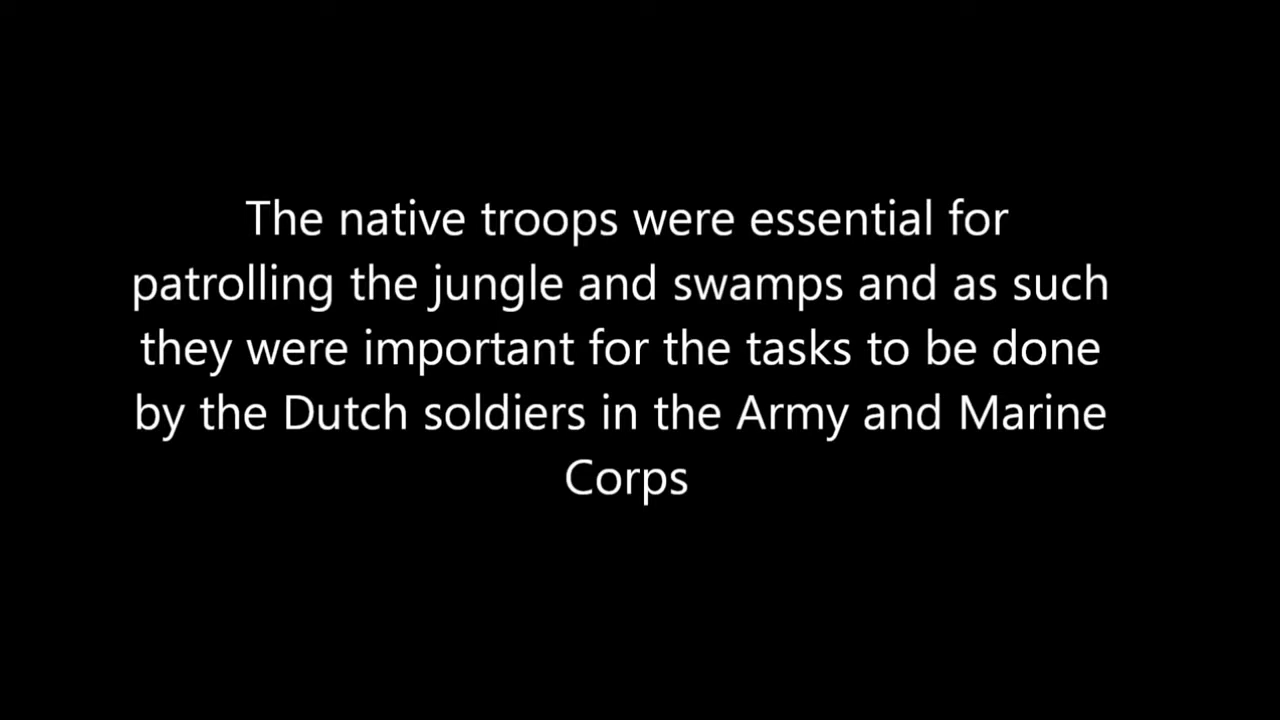 The native troops were essential for
patrolling the jungle and swamps and as such
they were important for the tasks to be done
by the Dutch soldiers in the Army and Marine
Corps